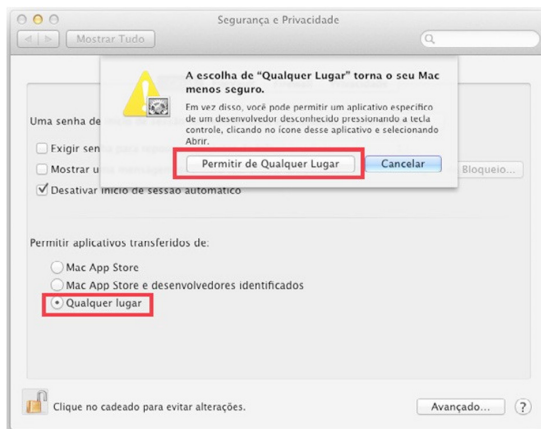 Segurança e Privacidade
Mostrar Tudo
A escolha de “Qualquer Lugar” torna o seu Mac
menos seguro.
Em vez disso, você pode permitir um aplicativo específico
de um desenvolvedor desconhecido pressionando a tecla
controle, clicando no ícone desse aplicativo e selecionando
Abrir.
Permitir de Qualquer Lugar
Cancelar
Uma senha de
Exigir sen
Mostrar u
Bloqueio...
Desativar início de sessão automático
Permitir aplicativos transferidos de:
Mac App Store
Mac App Store e desenvolvedores identificados
Qualquer lugar
Clique no cadeado para evitar alterações.
Avançado...
?